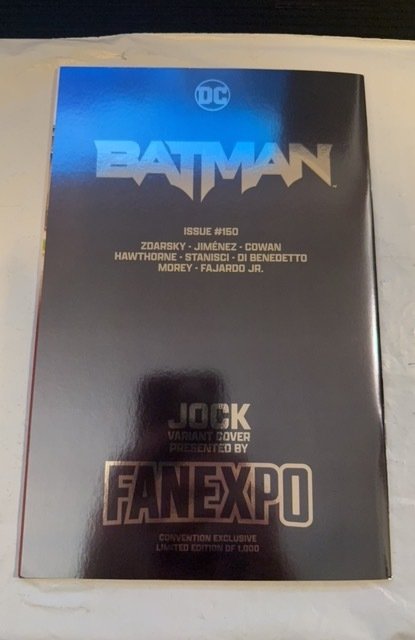 DC
BATMAN
ISSUE #150
ZDARSKY • JIMÉNEZ • COWAN
HAWTHORNE • STANISCI • DI BENEDETTO
MOREY • FAJARDO JR.
JOCK
VARIANT COVER
PRESENTED BY
FANEXPO
CONVENTION EXCLUSIVE
LIMITED EDITION OF 1,000